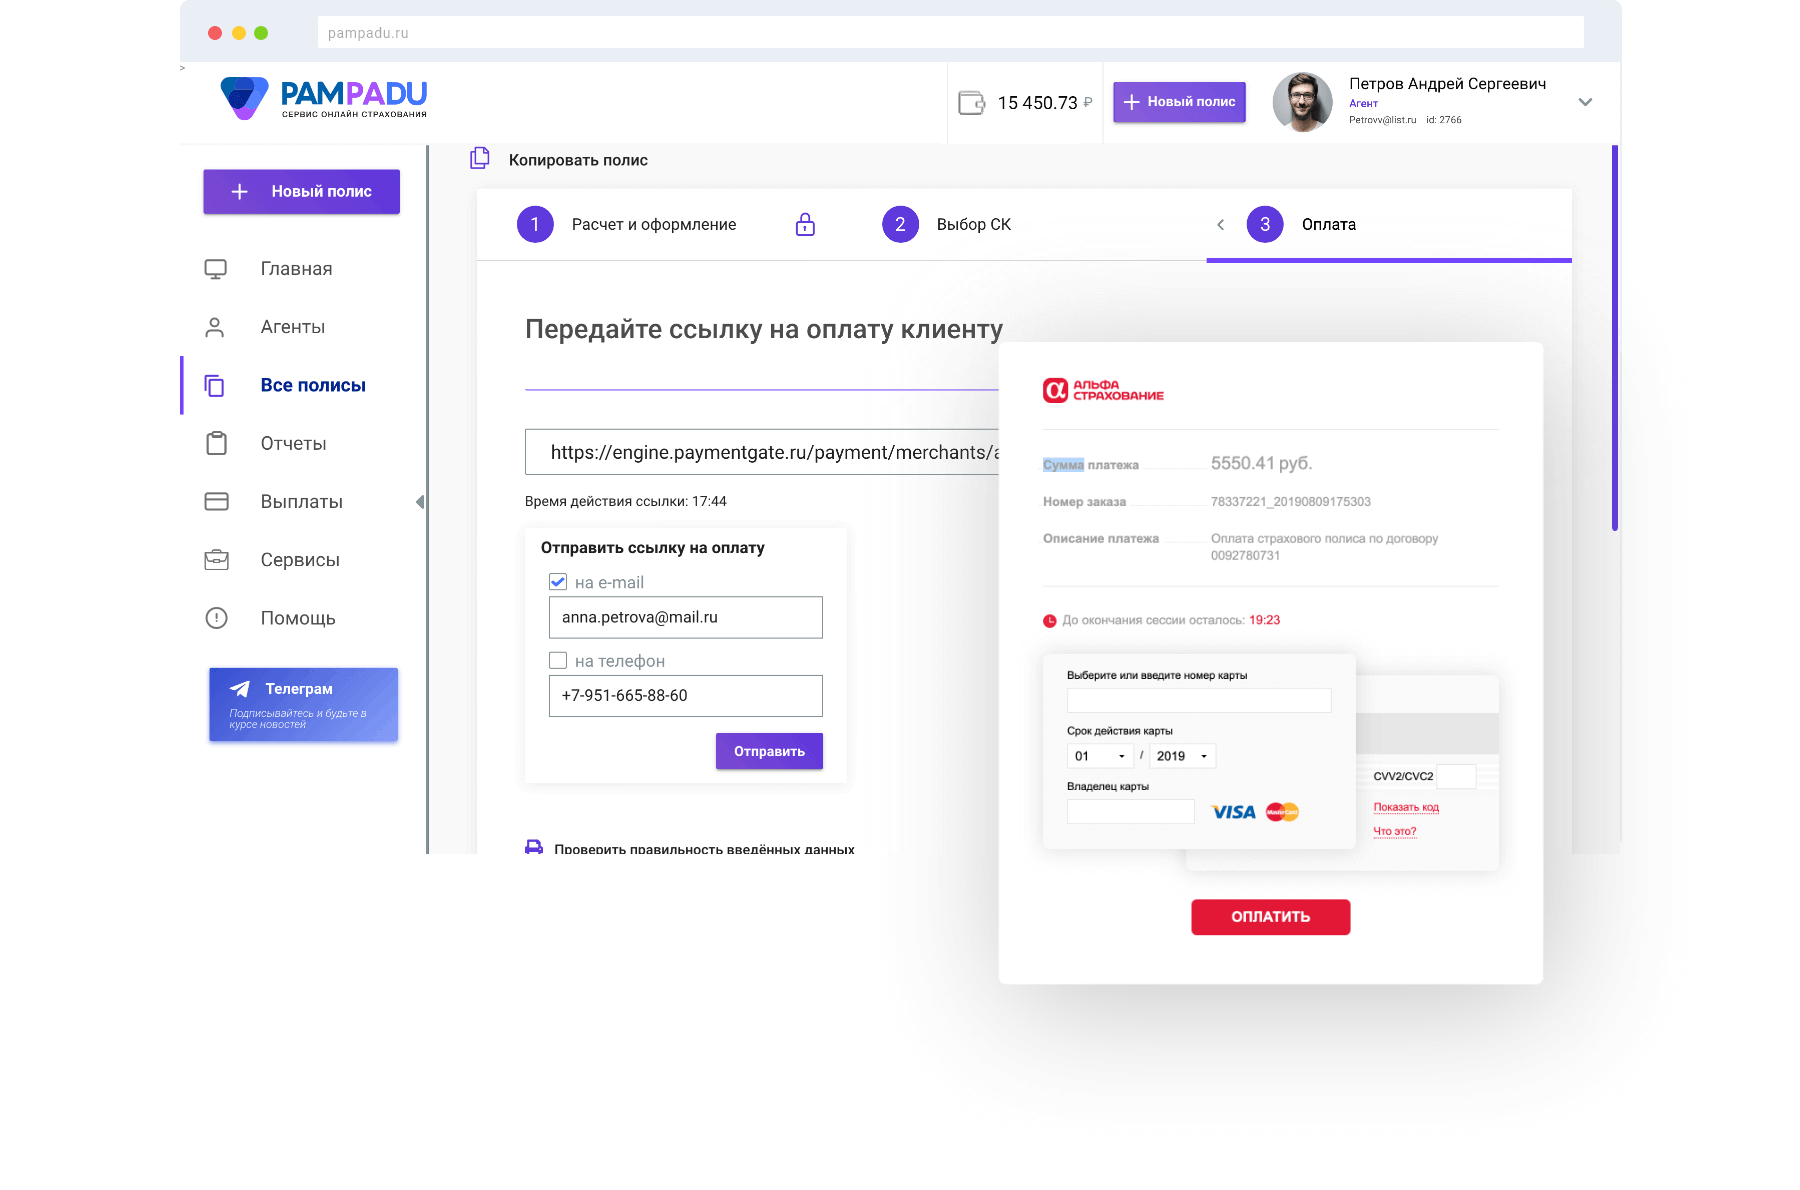 pampadu.ru
>
PAMPADU
СЕРВИС ОНЛАЙН СТРАХОВАНИЯ
15 450.73 ₽
Новый полис
Петров Андрей Сергеевич
Агент
Petrovv@list.ru id: 2766
Новый полис
Главная
Агенты
Все полисы
Отчеты
Выплаты
Сервисы
Помощь
Телеграм
Подписывайтесь и будьте в
курсе новостей
Копировать полис
1 Расчет и оформление
2 Выбор СК
3 Оплата
Передайте ссылку на оплату клиенту
https://engine.paymentgate.ru/payment/merchants/a
Время действия ссылки: 17:44
Отправить ссылку на оплату
на e-mail
anna.petrova@mail.ru
на телефон
+7-951-665-88-60
Отправить
Проверить правильность введённых данных
АЛЬФА
СТРАХОВАНИЕ
Сумма платежа 5550.41 руб.
Номер заказа 78337221_20190809175303
Описание платежа Оплата страхового полиса по договору
0092780731
До окончания сессии осталось: 19:23
Выберите или введите номер карты
Срок действия карты
01 / 2019
Владелец карты
VISA MasterCard
CVV2/CVC2
Показать код
Что это?
ОПЛАТИТЬ